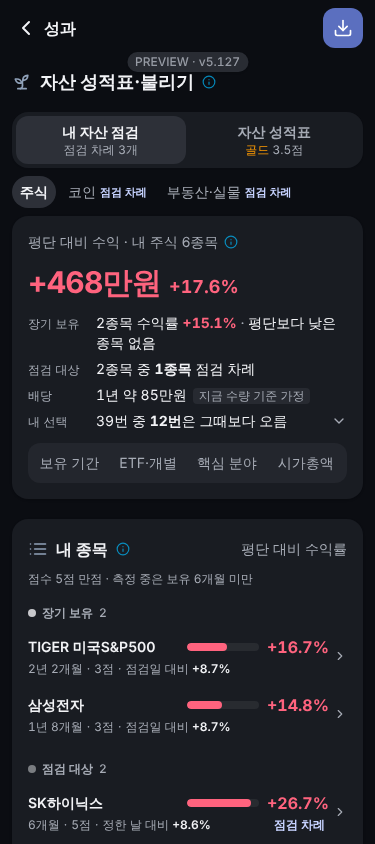 성과
PREVIEW · v5.127
자산 성적표·불리기
내 자산 점검
점검 차례 3개
자산 성적표
골드 3.5점
주식
코인 점검 차례
부동산·실물 점검 차례
평단 대비 수익 · 내 주식 6종목
+468만원 +17.6%
장기 보유 2종목 수익률 +15.1% · 평단보다 낮은
종목 없음
점검 대상 2종목 중 1종목 점검 차례
배당 1년 약 85만원 지금 수량 기준 가정
내 선택 39번 중 12번은 그때보다 오름
보유 기간 ETF·개별 핵심 분야 시가총액
내 종목 평단 대비 수익률
점수 5점 만점 · 측정 중은 보유 6개월 미만
장기 보유 2
TIGER 미국S&P500 +16.7%
2년 2개월 · 3점 · 점검일 대비 +8.7%
삼성전자 +14.8%
1년 8개월 · 3점 · 점검일 대비 +8.7%
점검 대상 2
SK하이닉스 +26.7%
6개월 · 5점 · 정한 날 대비 +8.6% 점검 차례